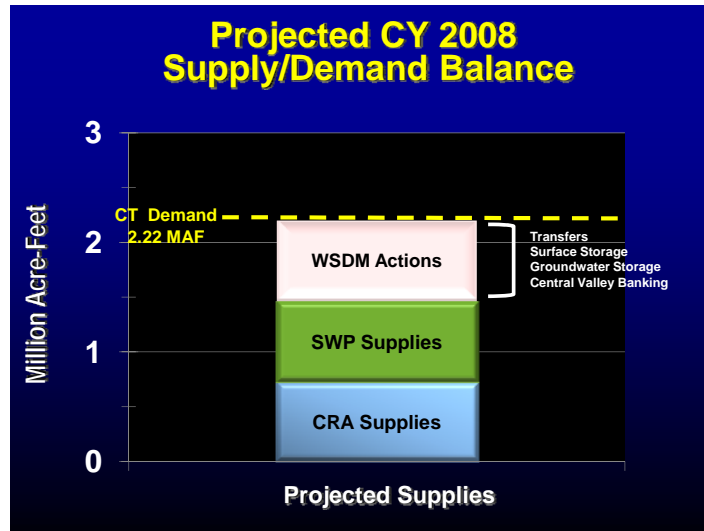 Projected CY 2008
Supply/Demand Balance
Million Acre-Feet
3
2
1
0
CT Demand
2.22 MAF
WSDM Actions
SWP Supplies
CRA Supplies
Transfers
Surface Storage
Groundwater Storage
Central Valley Banking
Projected Supplies